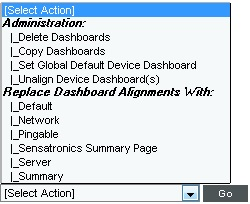 [Select Action]
Administration:
|_Delete Dashboards
|_Copy Dashboards
|_Set Global Default Device Dashboard
|_Unalign Device Dashboard(s)
Replace Dashboard Alignments With:
|_Default
|_Network
|_Pingable
|_Sensatronics Summary Page
|_Server
|_Summary
[Select Action]
Go